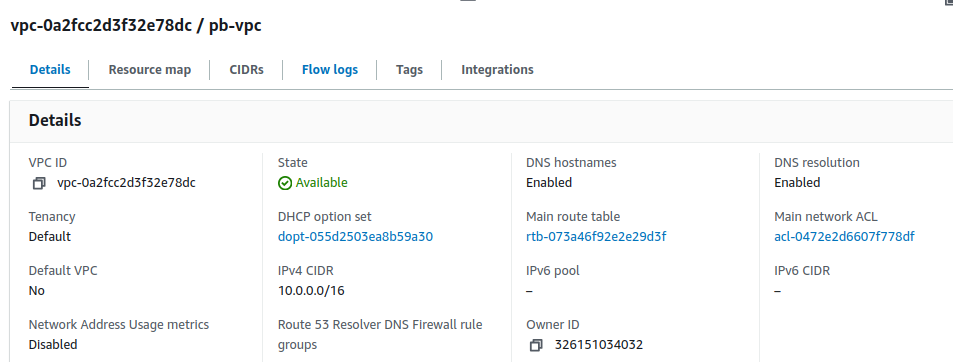 vpc-0a2fcc2d3f32e78dc / pb-vpc
Details Resource map CIDRs Flow logs Tags Integrations
Details
VPC ID State DNS hostnames DNS resolution
vpc-0a2fcc2d3f32e78dc Available Enabled Enabled
Tenancy DHCP option set Main route table Main network ACL
Default dopt-055d2503ea8b59a30 rtb-073a46f92e2e29d3f acl-0472e2d6607f778df
Default VPC IPv4 CIDR IPv6 pool IPv6 CIDR
No 10.0.0.0/16 – –
Network Address Usage metrics Route 53 Resolver DNS Firewall rule Owner ID
Disabled groups 326151034032